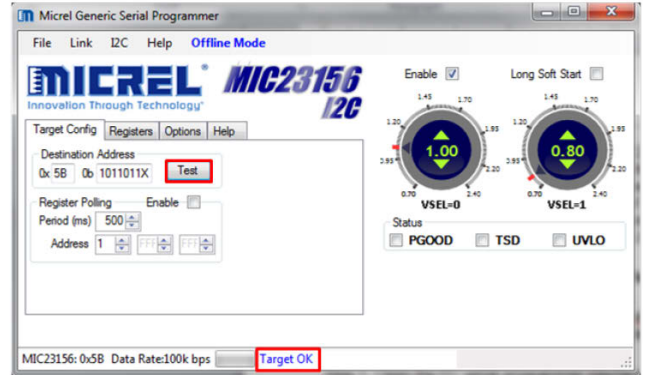 Micrel Generic Serial Programmer
File Link I2C Help Offline Mode
MICREL®
Innovation Through Technology®
MIC23156
I2C
Target Config Registers Options Help
Destination Address
0x 5B 0b 1011011X Test
Register Polling Enable
Period (ms) 500
Address 1 FFF FFF
Enable
Long Soft Start
1.45 1.70
1.20 1.95
0.95 2.20
0.70 2.40
1.00
VSEL=0
1.45 1.70
1.20 1.95
0.95 2.20
0.70 2.40
0.80
VSEL=1
Status
PGOOD TSD UVLO
MIC23156: 0x5B Data Rate:100k bps Target OK